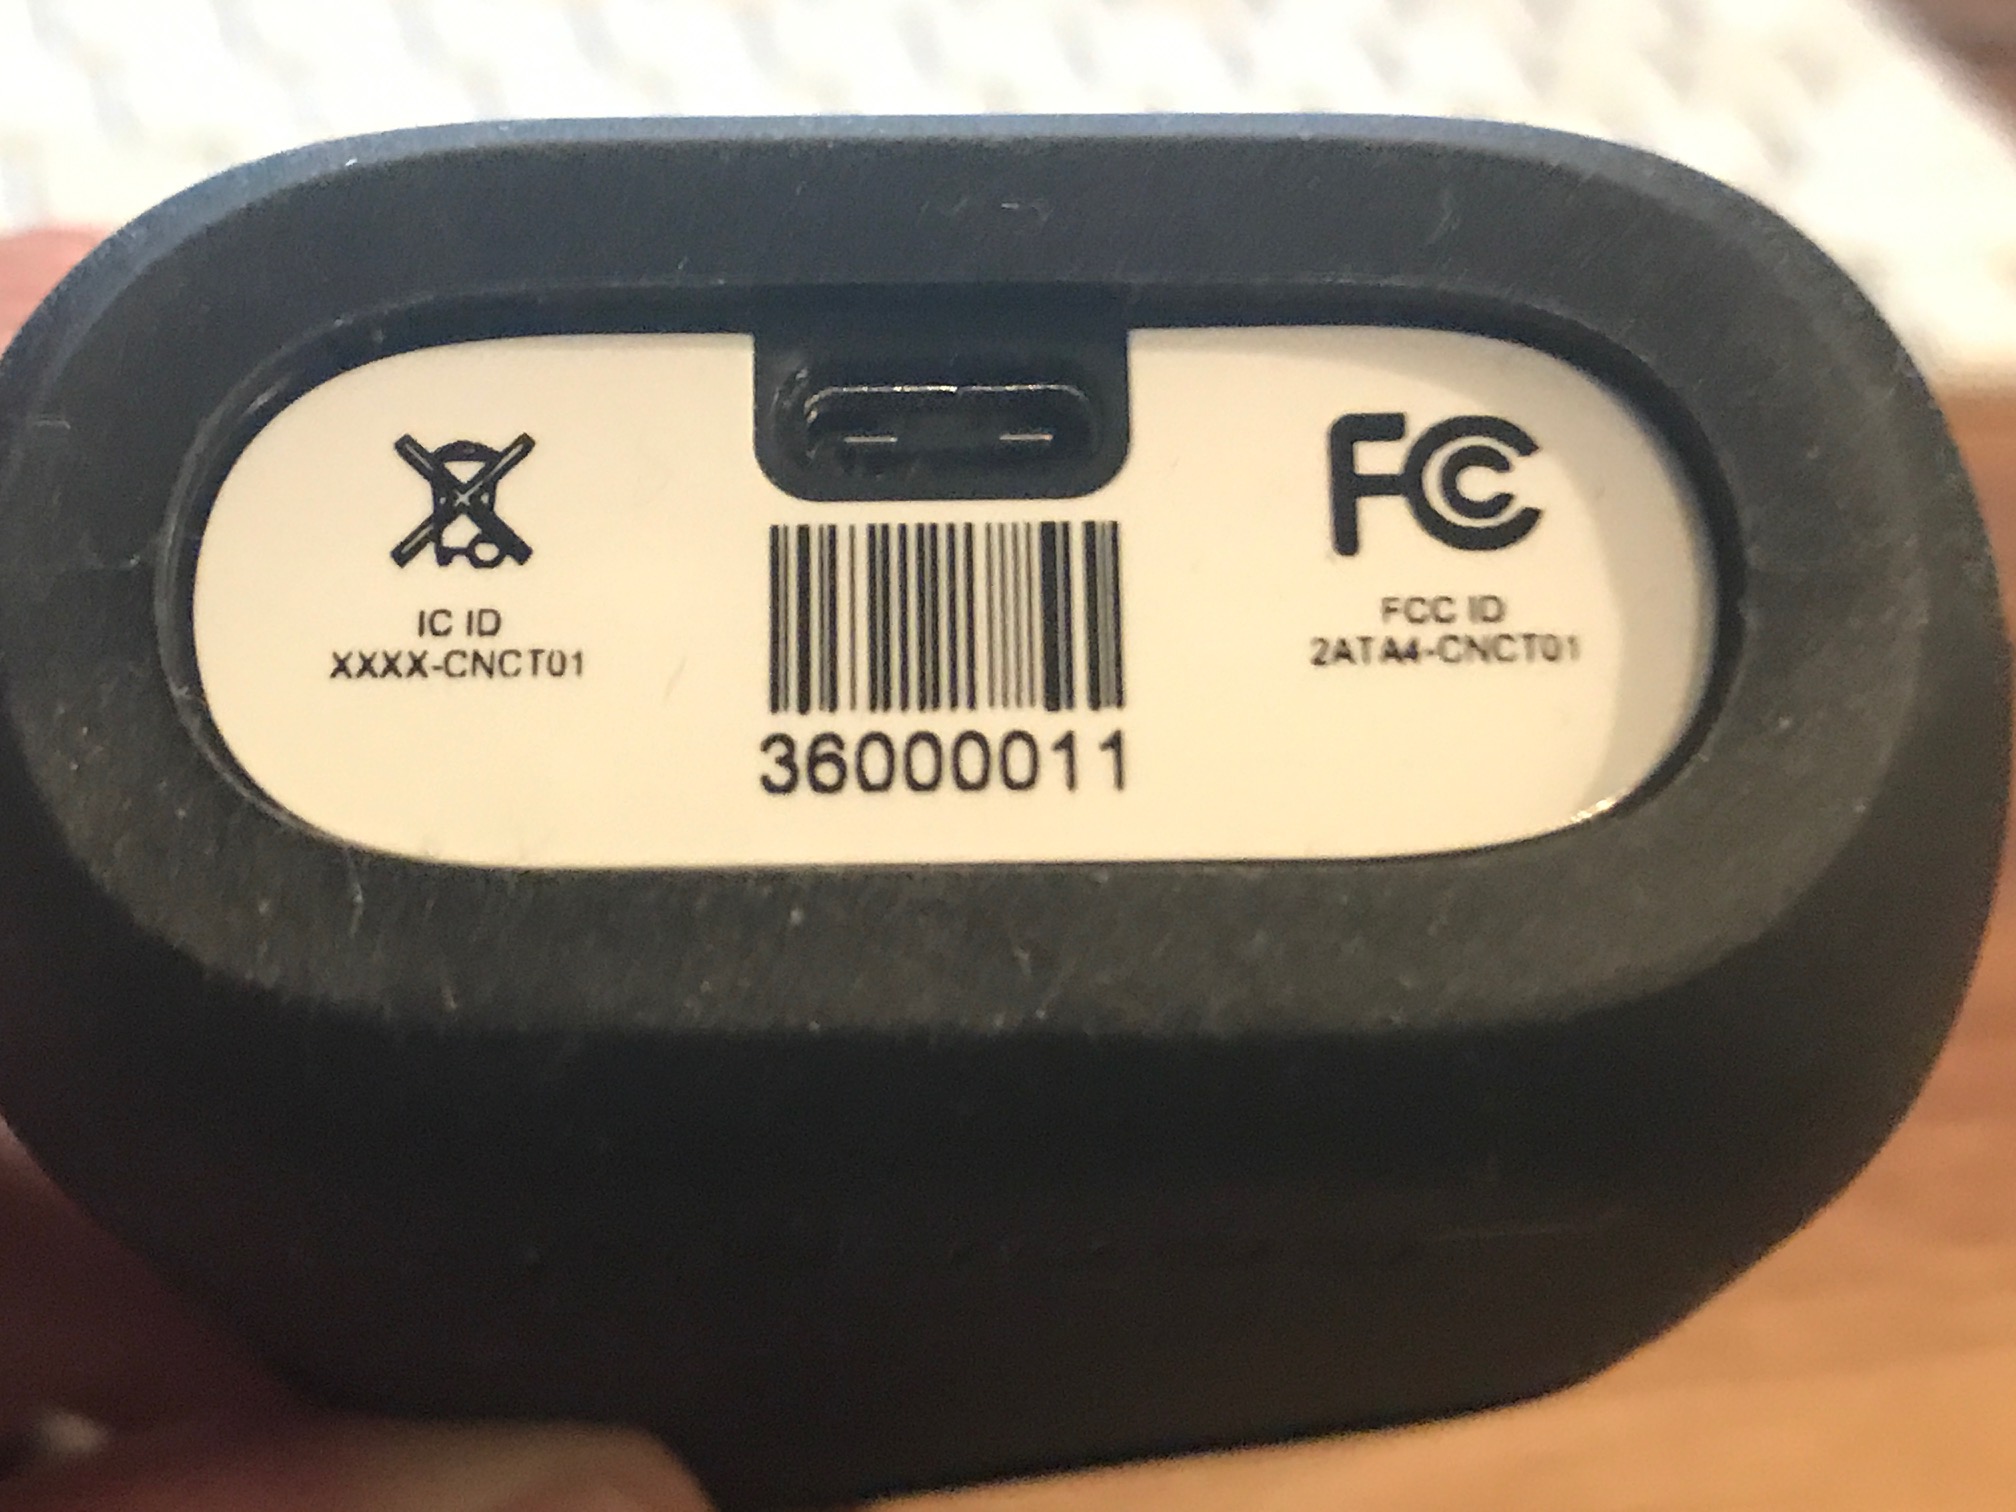 IC ID
XXXX-CNCT01
36000011
FC
FCC ID
2ATA4-CNCT01